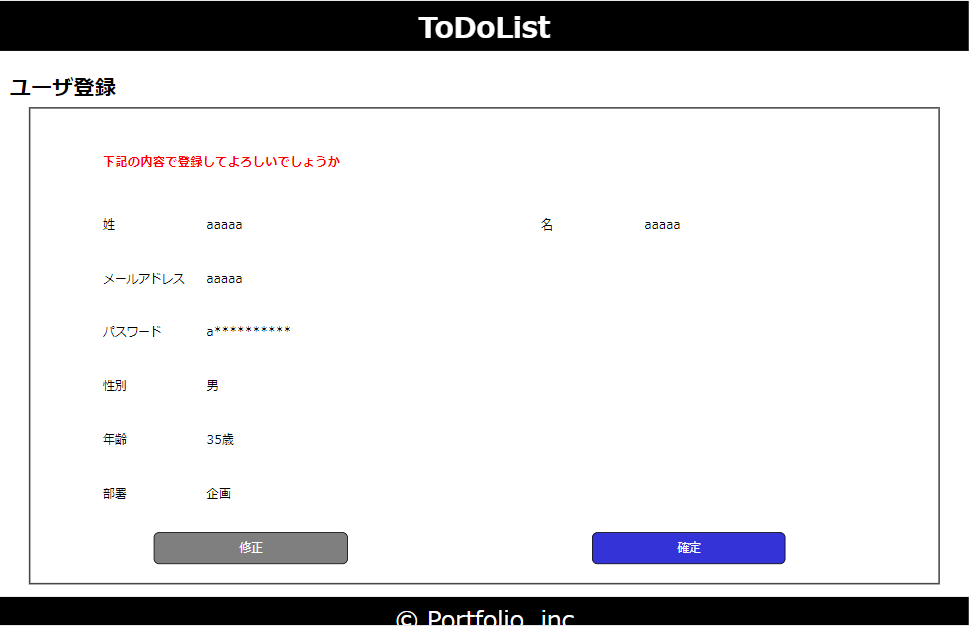 ToDoList
ユーザ登録
下記の内容で登録してよろしいでしょうか
姓 aaaaa 名 aaaaa
メールアドレス aaaaa
パスワード a**********
性別 男
年齢 35歳
部署 企画
修正 確定
© Portfolio, inc